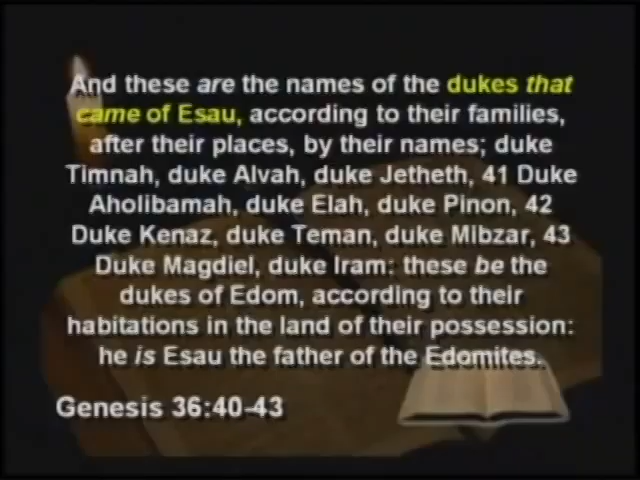 And these are the names of the dukes that
came of Esau, according to their families,
after their places, by their names; duke
Timnah, duke Alvah, duke Jetheth, 41 Duke
Aholibamah, duke Elah, duke Pinon, 42
Duke Kenaz, duke Teman, duke Mibzar, 43
Duke Magdiel, duke Iram: these be the
dukes of Edom, according to their
habitations in the land of their possession:
he is Esau the father of the Edomites.
Genesis 36:40-43